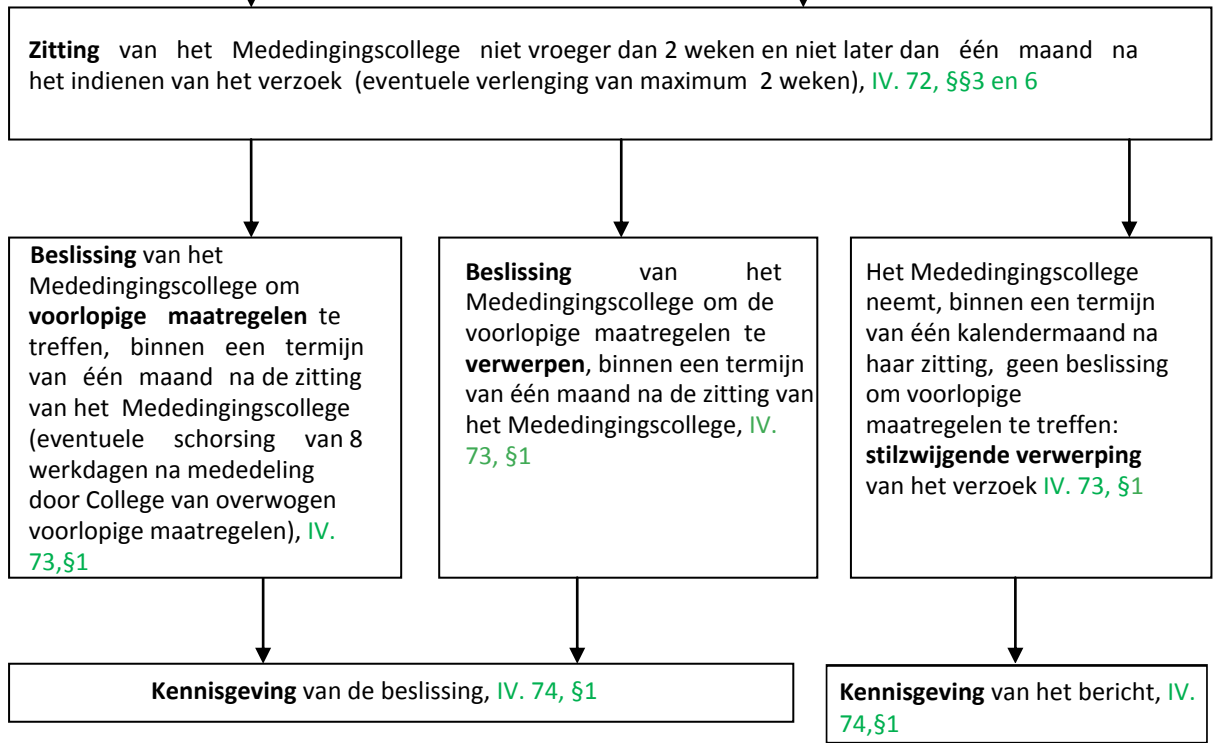 Zitting van het Mededingingscollege niet vroeger dan 2 weken en niet later dan één maand na
het indienen van het verzoek (eventuele verlenging van maximum 2 weken), IV. 72, §§3 en 6
Beslissing van het
Mededingingscollege om
voorlopige maatregelen te
treffen, binnen een termijn
van één maand na de zitting
van het Mededingingscollege
(eventuele schorsing van 8
werkdagen na mededeling
door College van overwogen
voorlopige maatregelen), IV.
73,§1
Beslissing van het
Mededingingscollege om de
voorlopige maatregelen te
verwerpen, binnen een termijn
van één maand na de zitting van
het Mededingingscollege, IV.
73, §1
Het Mededingingscollege
neemt, binnen een termijn
van één kalendermaand na
haar zitting, geen beslissing
om voorlopige
maatregelen te treffen:
stilzwijgende verwerping
van het verzoek IV. 73, §1
Kennisgeving van de beslissing, IV. 74, §1
Kennisgeving van het bericht, IV.
74,§1